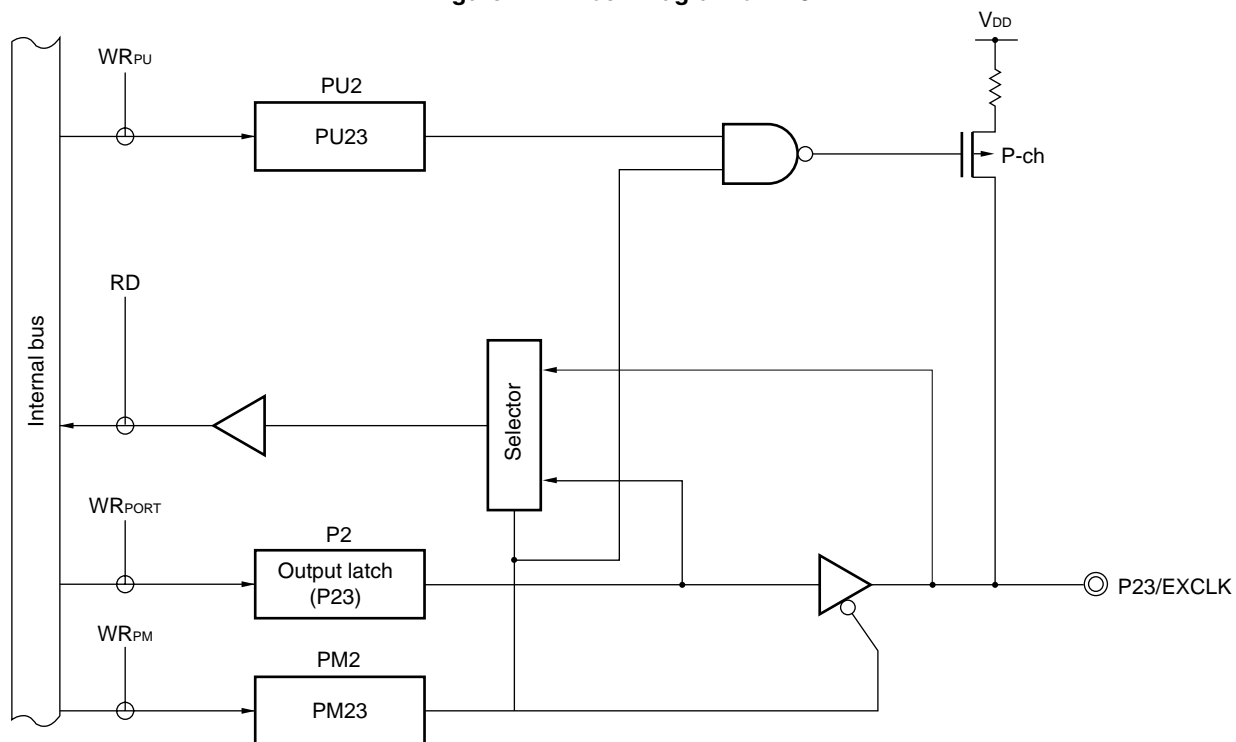 VDD
WRPU
PU2
PU23
P-ch
RD
Internal bus
Selector
WRPORT
P2
Output latch
(P23)
P23/EXCLK
WRPM
PM2
PM23